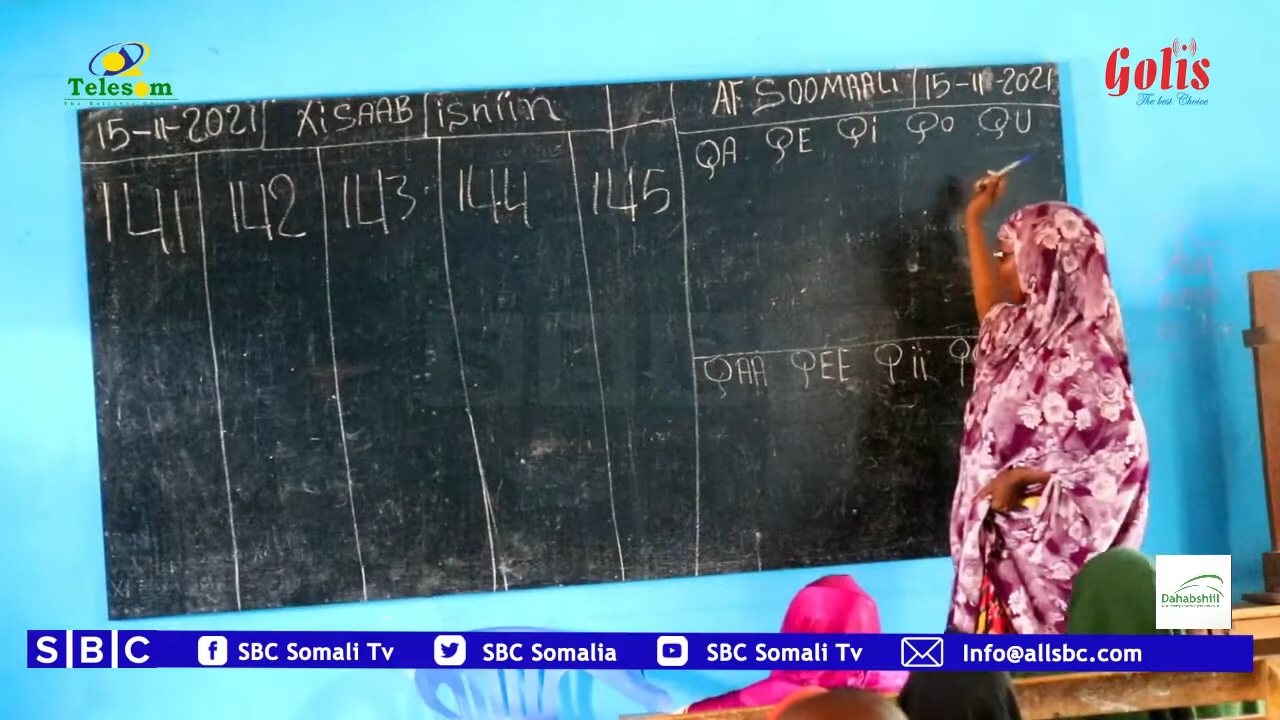 Telesom
Golis
The best Choice
15-11-2021 XiSAAB isniin
AF SOOMAALi 15-11-2021
QA QE Qi Qo QU
141 142 143 144 145
QAA QEE Qii
Dahabshiil
SBC SBC Somali Tv SBC Somalia SBC Somali Tv Info@allsbc.com